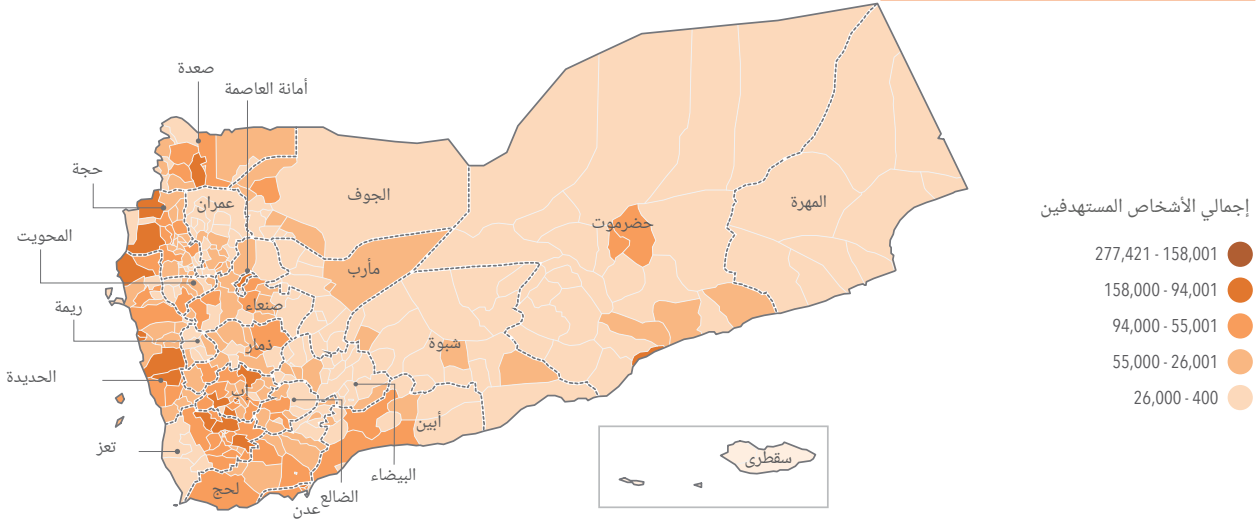 صعدة
أمانة العاصمة
حجة
عمران
الجوف
المهرة
حضرموت
المحويت
مأرب
صنعاء
ريمة
ذمار
شبوة
الحديدة
إب
أبين
تعز
لحج
البيضاء
الضالع
عدن
سقطرى
إجمالي الأشخاص المستهدفين
277,421 - 158,001
158,000 - 94,001
94,000 - 55,001
55,000 - 26,001
26,000 - 400